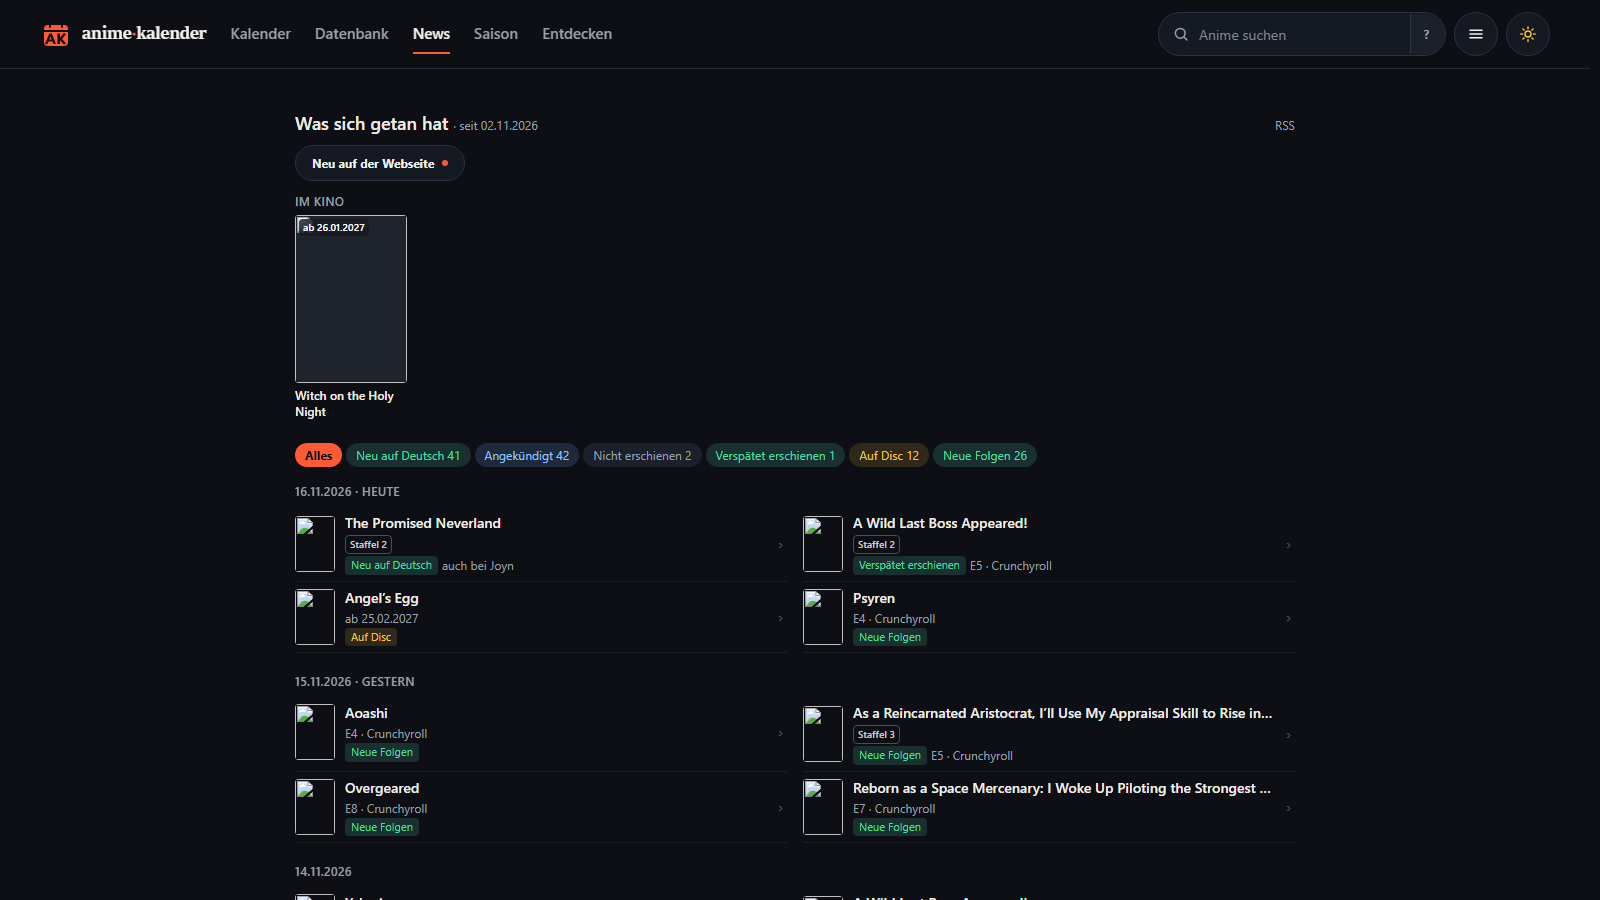 AK anime·kalender Kalender Datenbank News Saison Entdecken Anime suchen ?
Was sich getan hat · seit 02.11.2026 RSS
Neu auf der Webseite
IM KINO
ab 26.01.2027
Witch on the Holy
Night
Alles Neu auf Deutsch 41 Angekündigt 42 Nicht erschienen 2 Verspätet erschienen 1 Auf Disc 12 Neue Folgen 26
16.11.2026 · HEUTE
The Promised Neverland
Staffel 2
Neu auf Deutsch auch bei Joyn
A Wild Last Boss Appeared!
Staffel 2
Verspätet erschienen E5 · Crunchyroll
Angel’s Egg
ab 25.02.2027
Auf Disc
Psyren
E4 · Crunchyroll
Neue Folgen
15.11.2026 · GESTERN
Aoashi
E4 · Crunchyroll
Neue Folgen
As a Reincarnated Aristocrat, I’ll Use My Appraisal Skill to Rise in...
Staffel 3
Neue Folgen E5 · Crunchyroll
Overgeared
E8 · Crunchyroll
Neue Folgen
Reborn as a Space Mercenary: I Woke Up Piloting the Strongest ...
E7 · Crunchyroll
Neue Folgen
14.11.2026